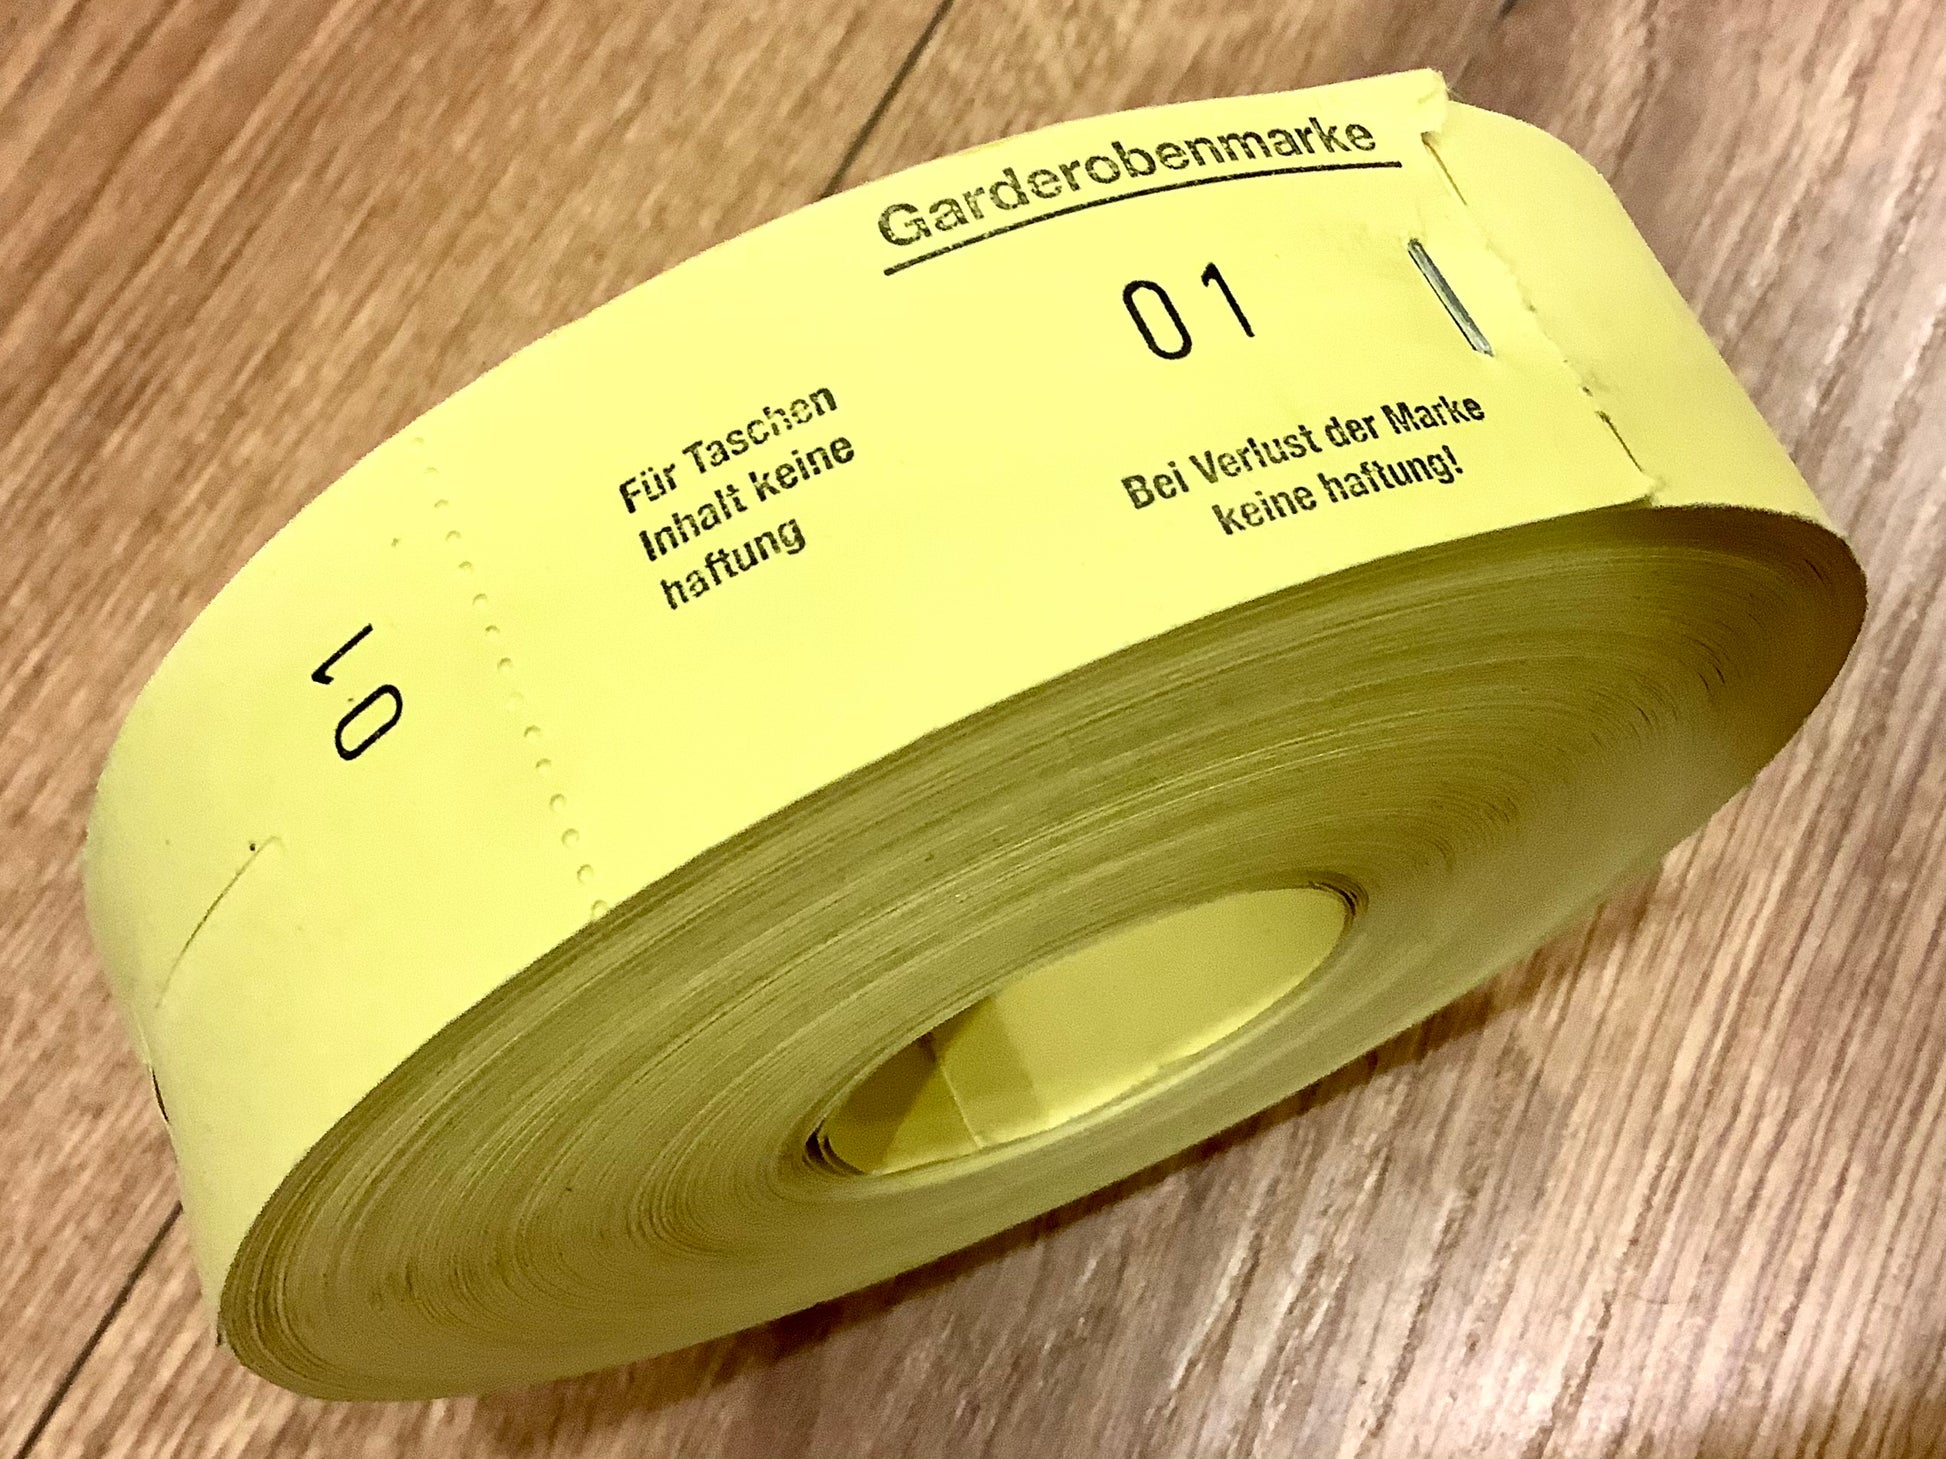 Garderobenmarke
01
Für Taschen
Inhalt keine
haftung
Bei Verlust der Marke
keine haftung!
01